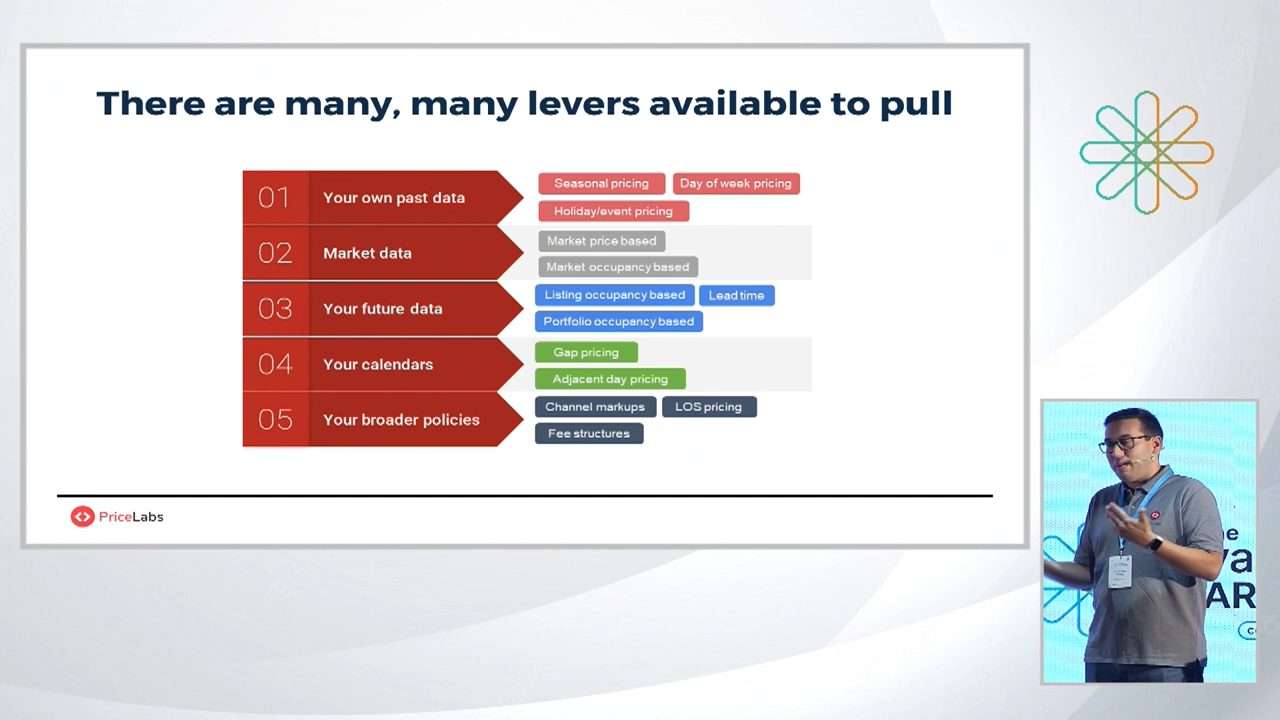 There are many, many levers available to pull
01 Your own past data
Seasonal pricing
Day of week pricing
Holiday/event pricing
02 Market data
Market price based
Market occupancy based
03 Your future data
Listing occupancy based
Lead time
Portfolio occupancy based
04 Your calendars
Gap pricing
Adjacent day pricing
05 Your broader policies
Channel markups
LOS pricing
Fee structures
PriceLabs